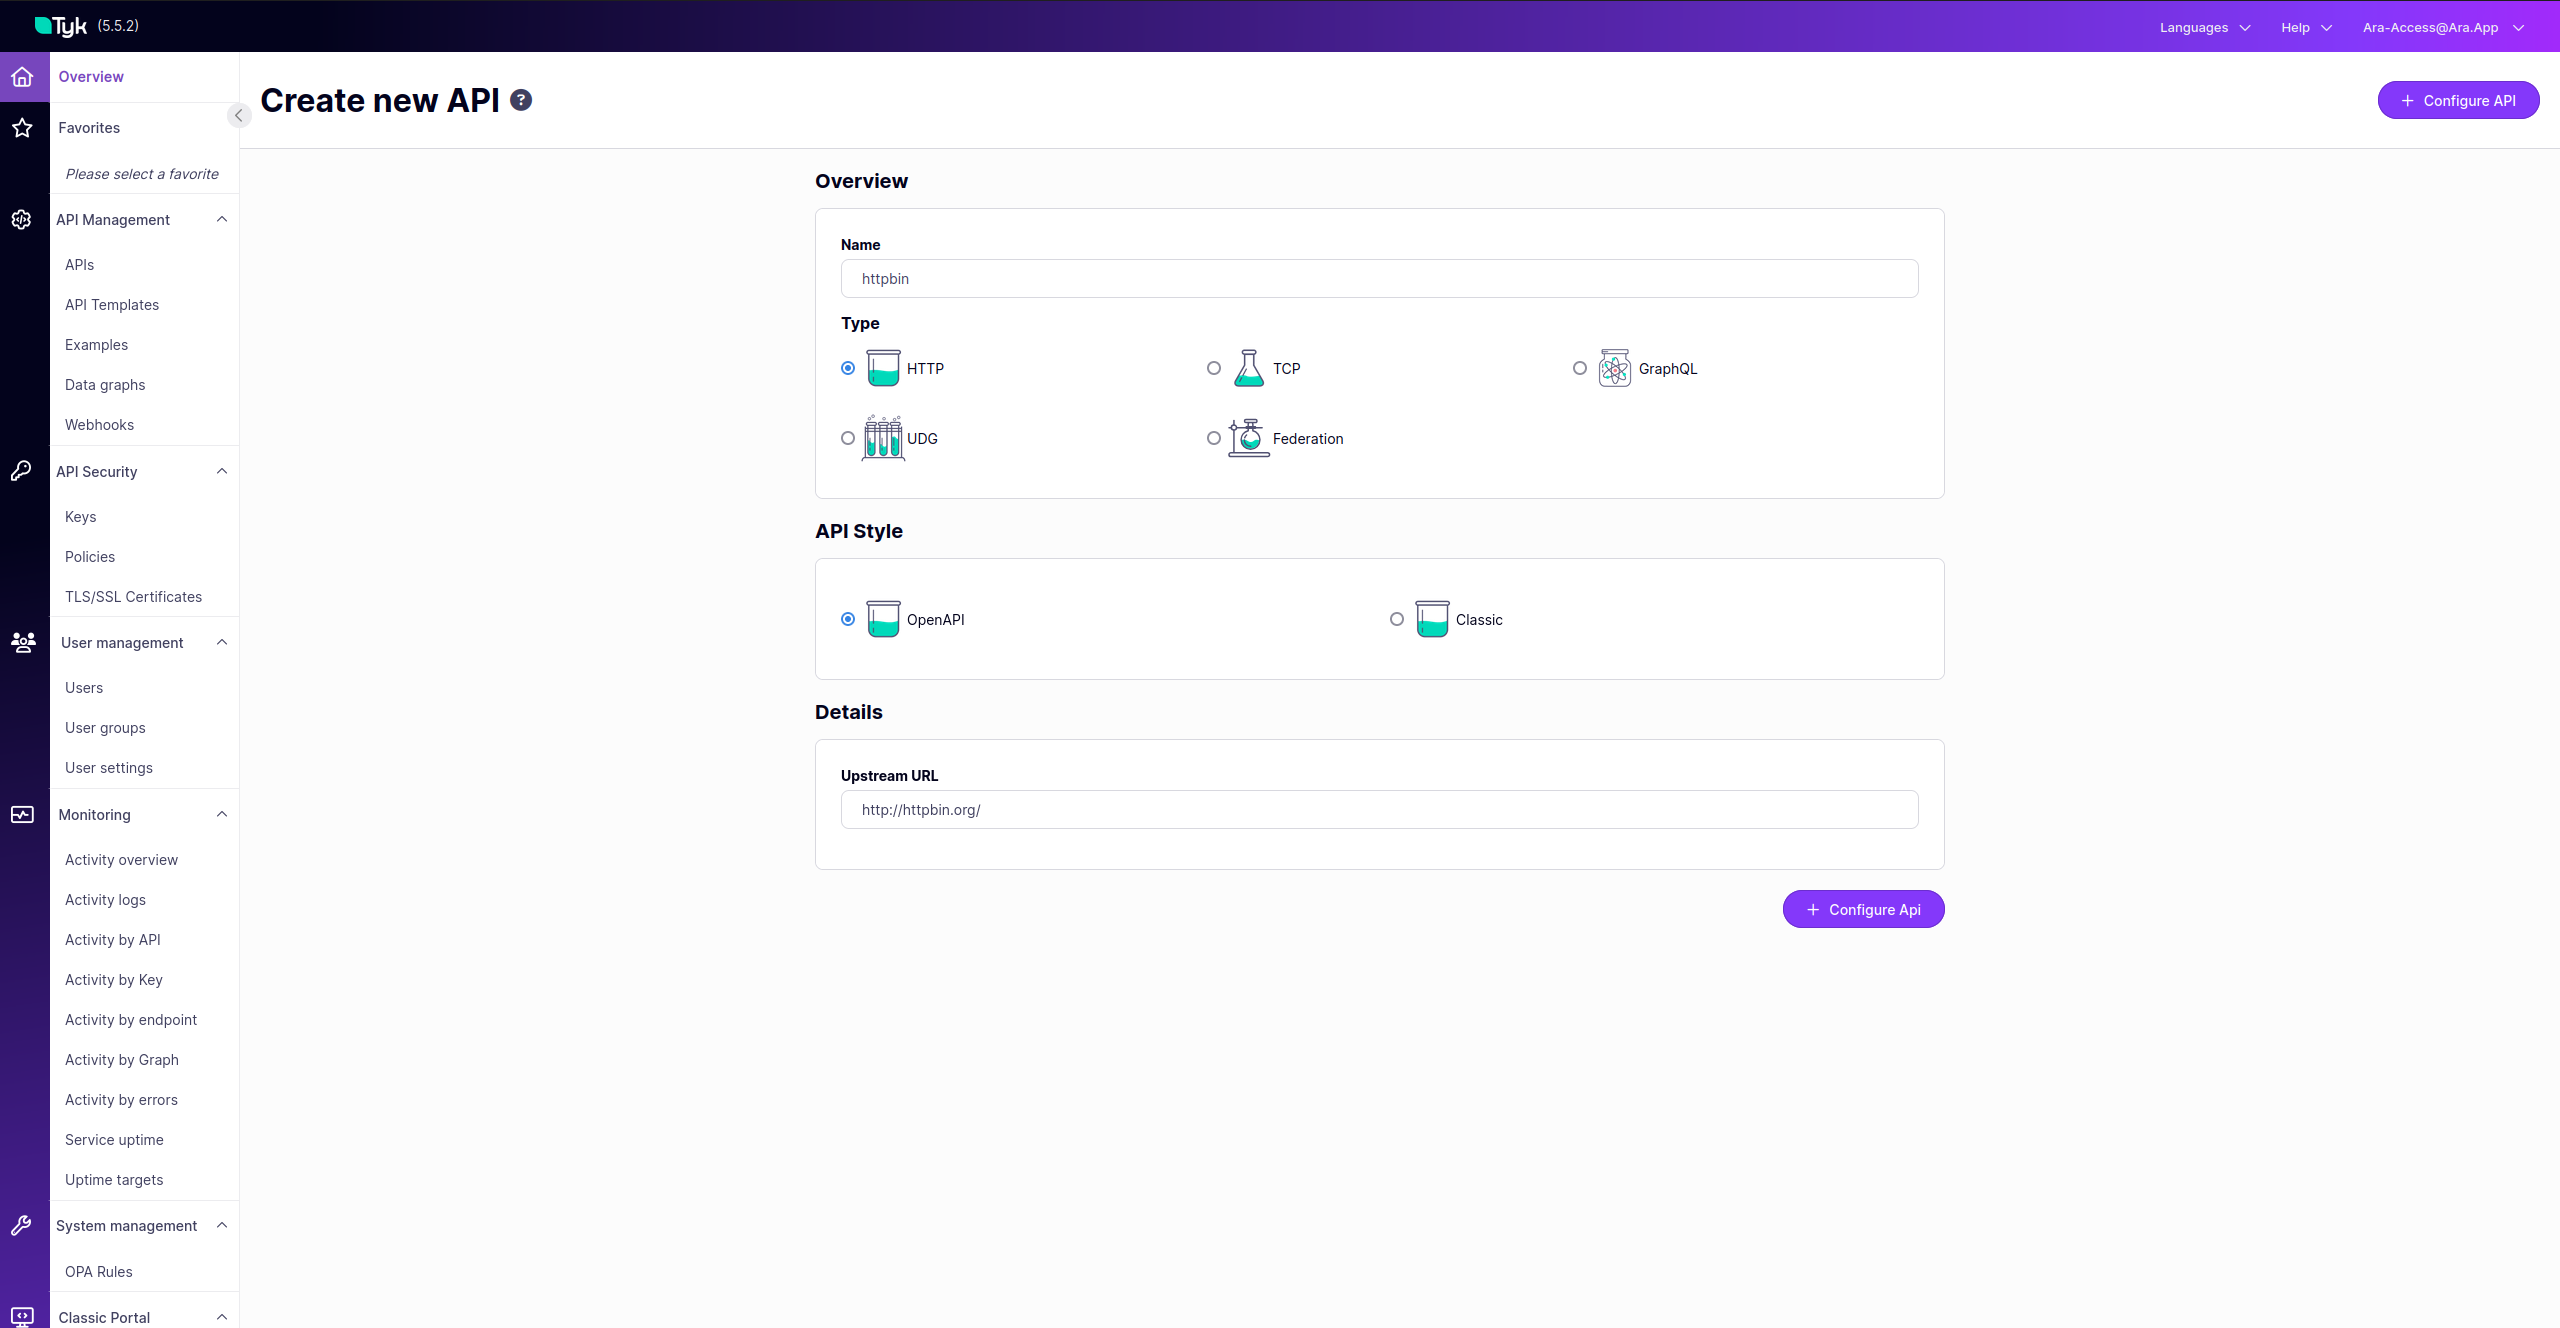 Tyk (5.5.2)
Languages
Help
Ara-Access@Ara.App
Overview
Favorites
Please select a favorite
API Management
APIs
API Templates
Examples
Data graphs
Webhooks
API Security
Keys
Policies
TLS/SSL Certificates
User management
Users
User groups
User settings
Monitoring
Activity overview
Activity logs
Activity by API
Activity by Key
Activity by endpoint
Activity by Graph
Activity by errors
Service uptime
Uptime targets
System management
OPA Rules
Classic Portal
Create new API ?
+ Configure API
Overview
Name
httpbin
Type
HTTP
TCP
GraphQL
UDG
Federation
API Style
OpenAPI
Classic
Details
Upstream URL
http://httpbin.org/
+ Configure Api